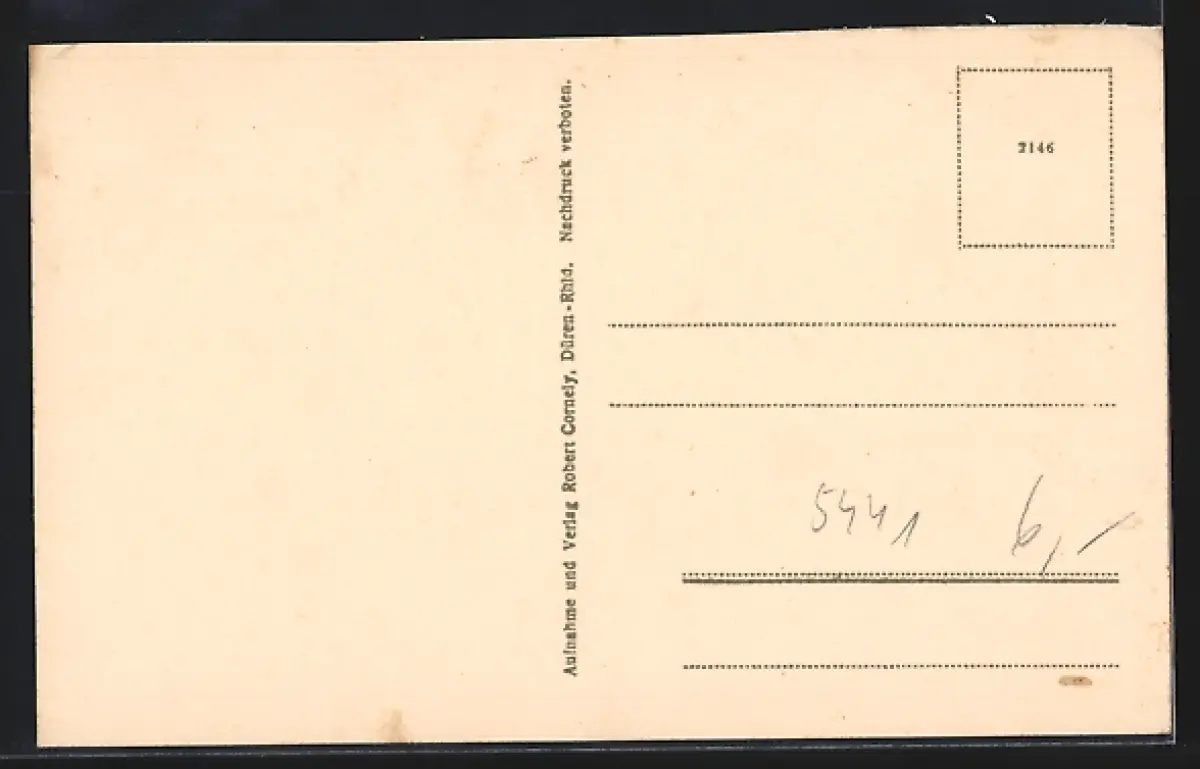 Aufnahme und Verlag Robert Cornely, Düren-Rhld. Nachdruck verboten.
2146
5441 6,-